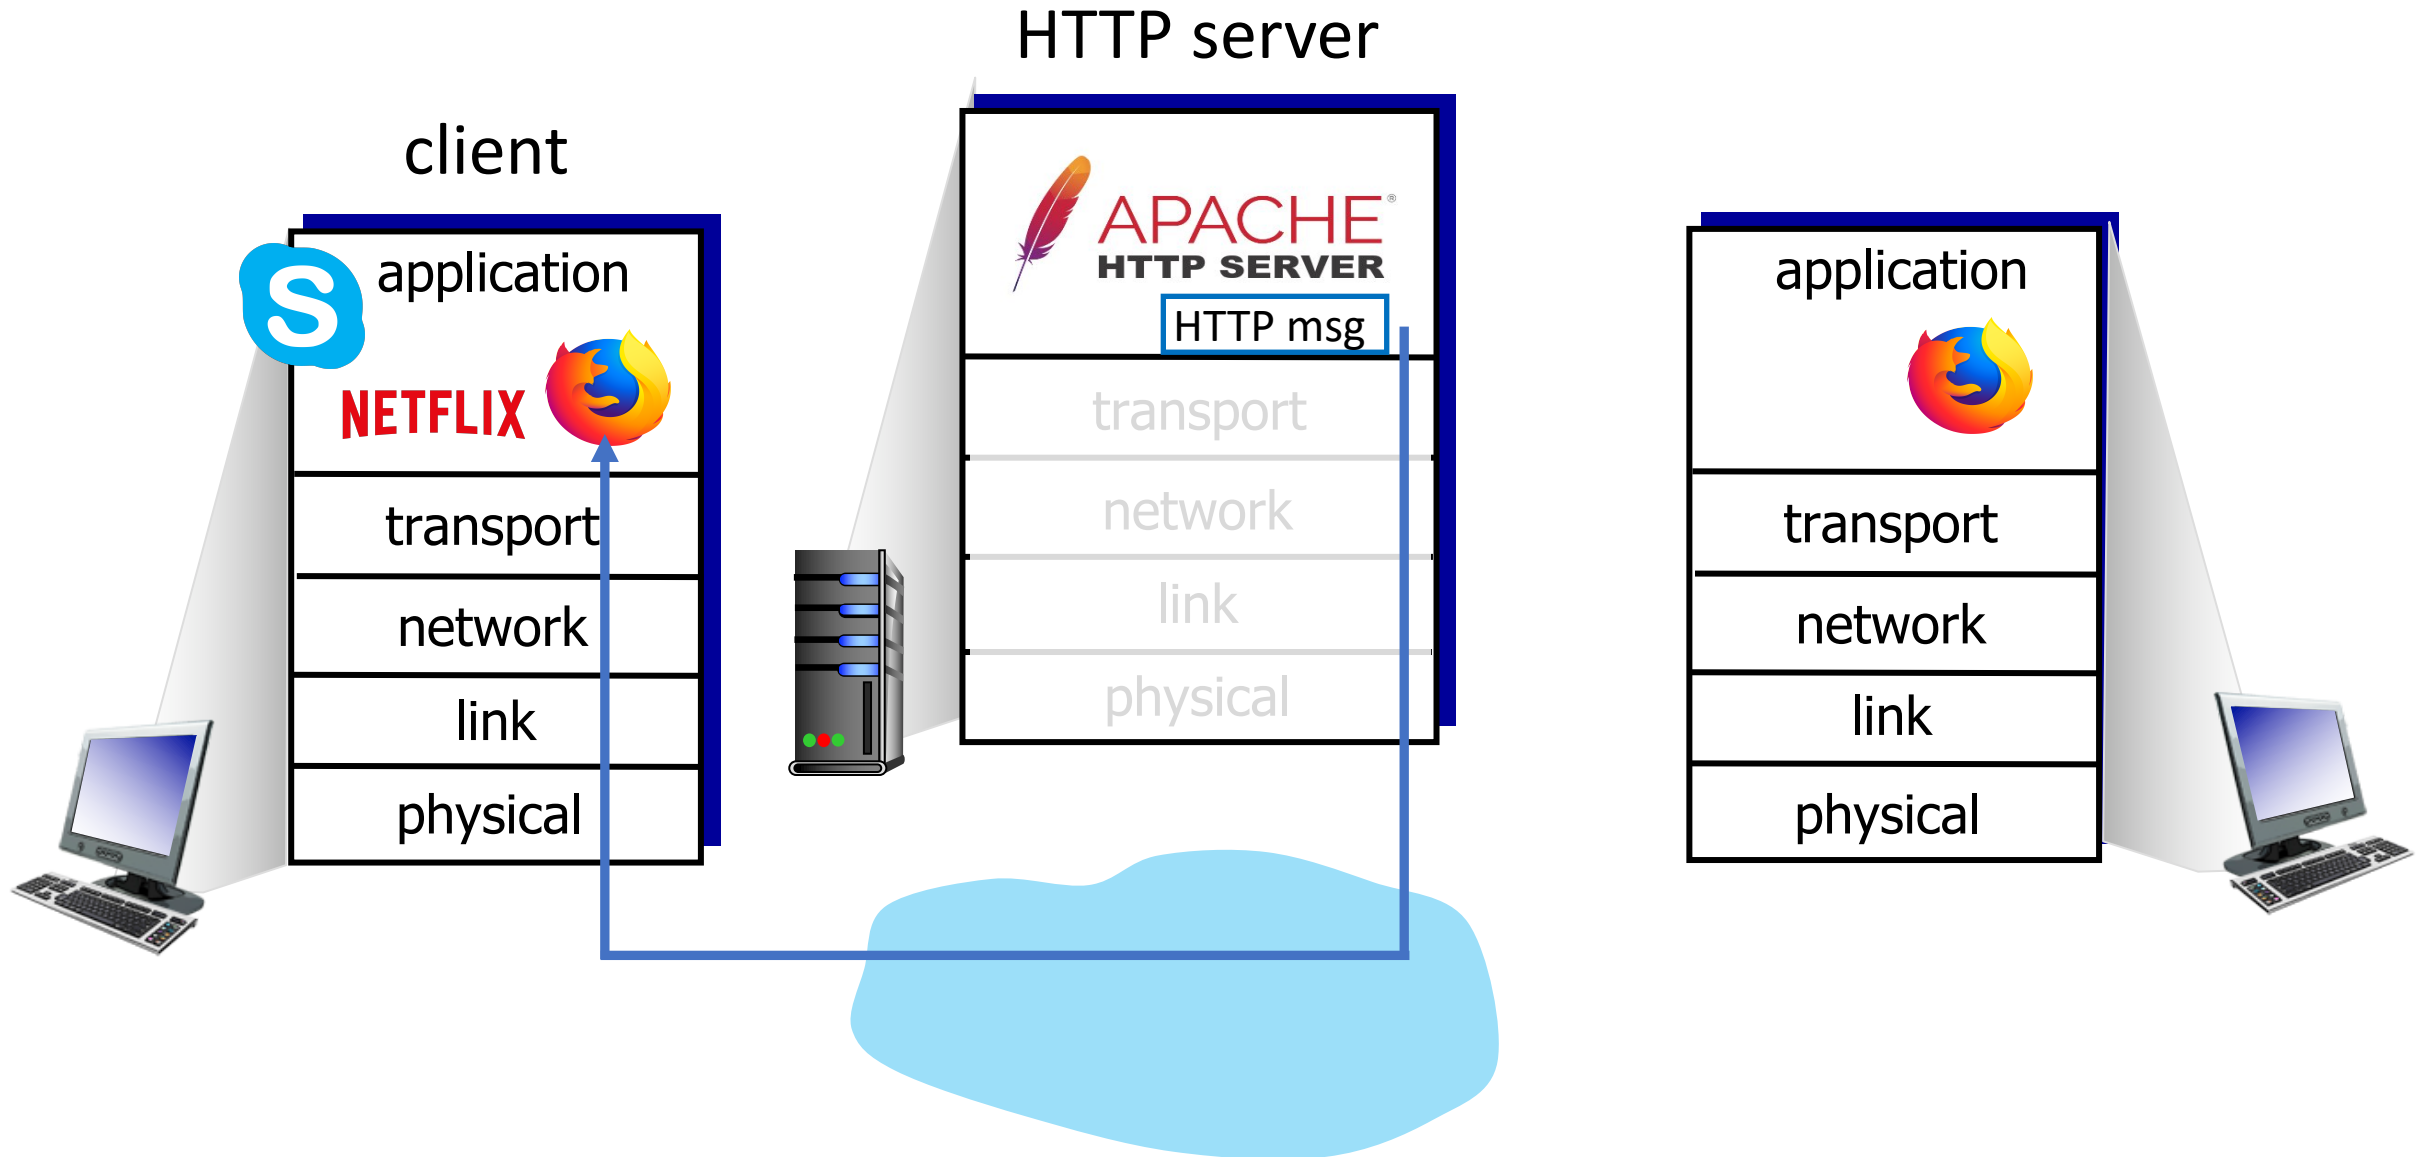 HTTP server
client
application
NETFLIX
transport
network
link
physical
APACHE®
HTTP SERVER
HTTP msg
transport
network
link
physical
application
transport
network
link
physical